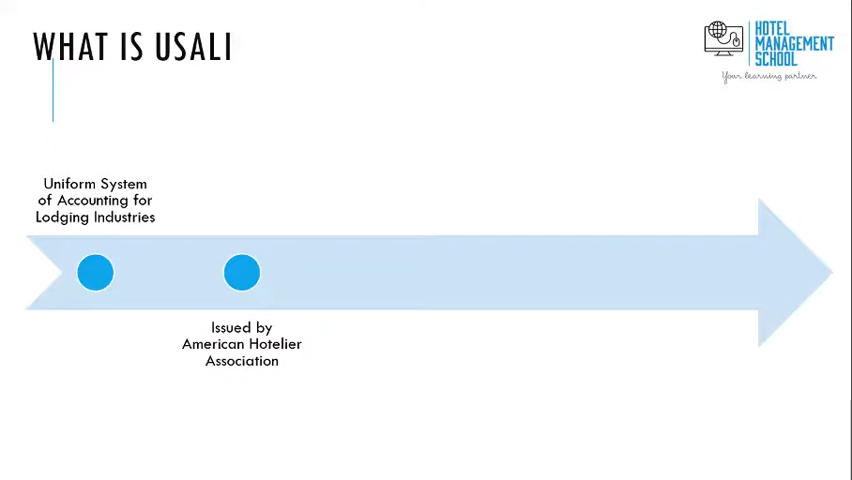 WHAT IS USALI
HOTEL
MANAGEMENT
SCHOOL
Your learning partner
Uniform System
of Accounting for
Lodging Industries
Issued by
American Hotelier
Association